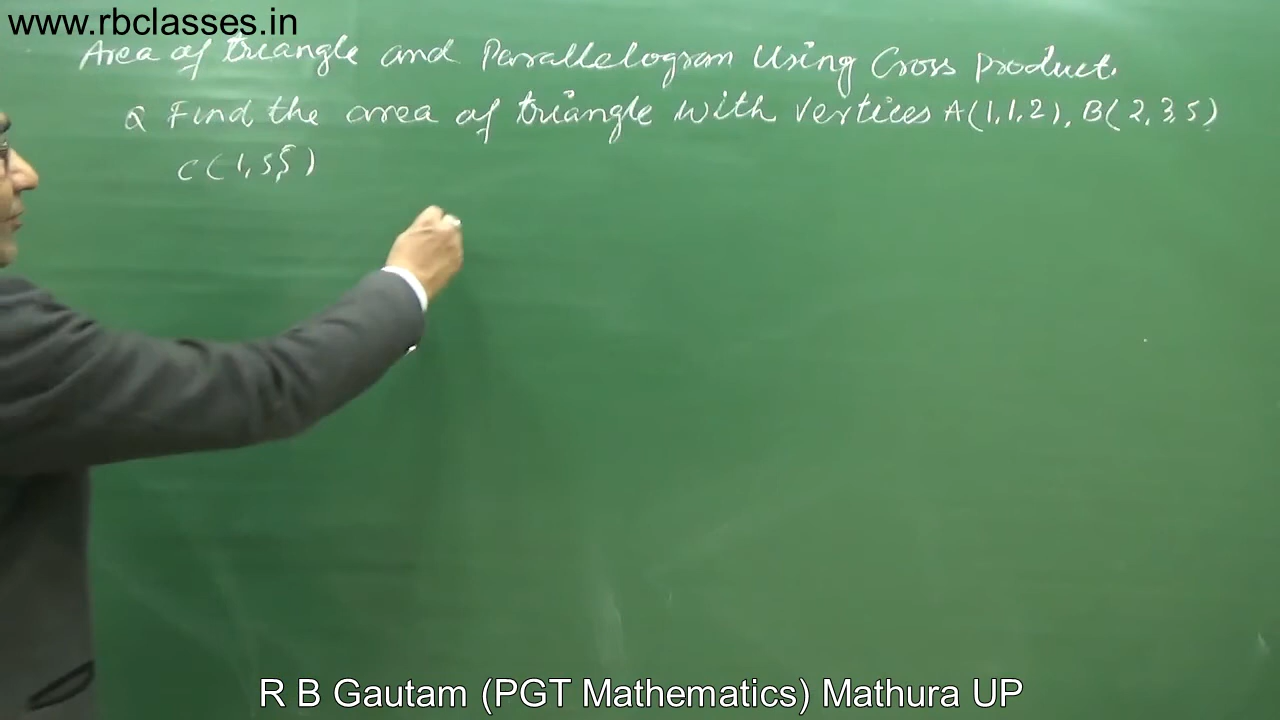 www.rbclasses.in
Area of triangle and Parallelogram Using Cross product.
Q Find the area of triangle with vertices A(1,1,2), B(2,3,5)
C(1,5,5)
R B Gautam (PGT Mathematics) Mathura UP